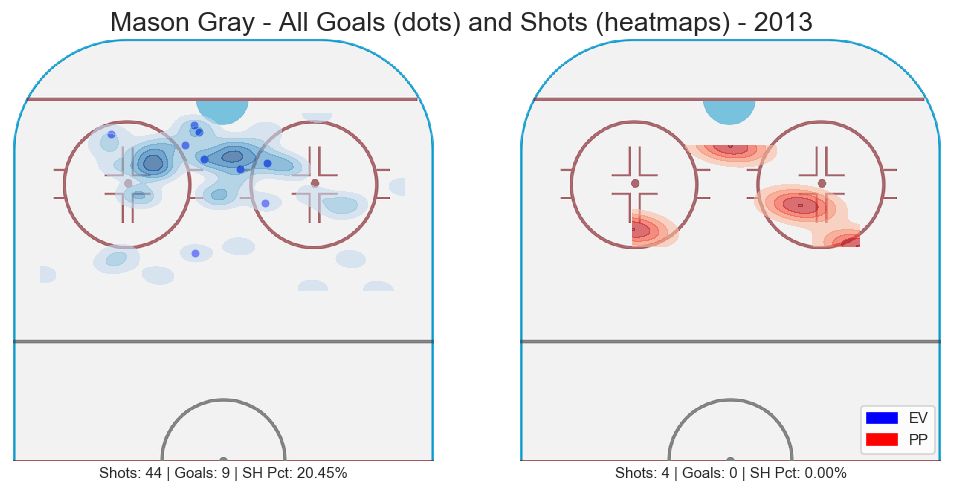 Mason Gray - All Goals (dots) and Shots (heatmaps) - 2013
EV
PP
Shots: 44 | Goals: 9 | SH Pct: 20.45%
Shots: 4 | Goals: 0 | SH Pct: 0.00%